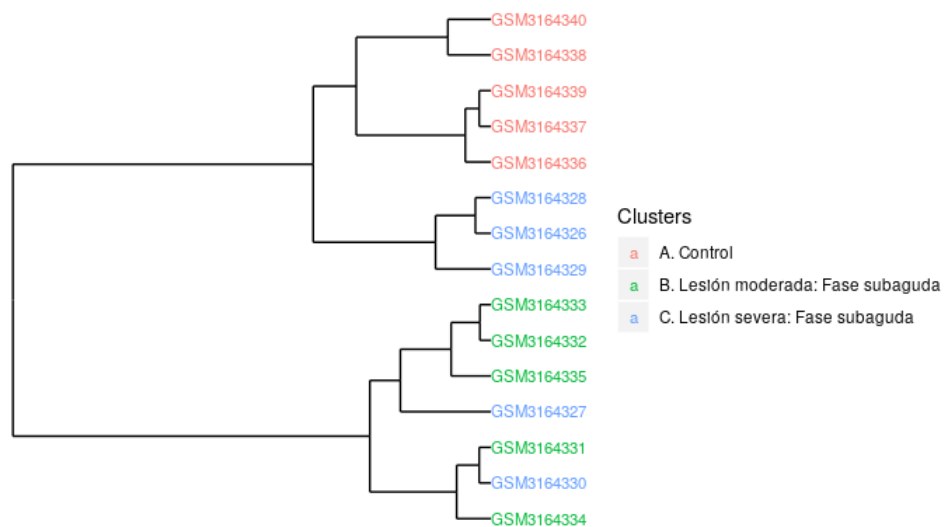 GSM3164340
GSM3164338
GSM3164339
GSM3164337
GSM3164336
GSM3164328
GSM3164326
GSM3164329
GSM3164333
GSM3164332
GSM3164335
GSM3164327
GSM3164331
GSM3164330
GSM3164334
Clusters
a A. Control
a B. Lesión moderada: Fase subaguda
a C. Lesión severa: Fase subaguda